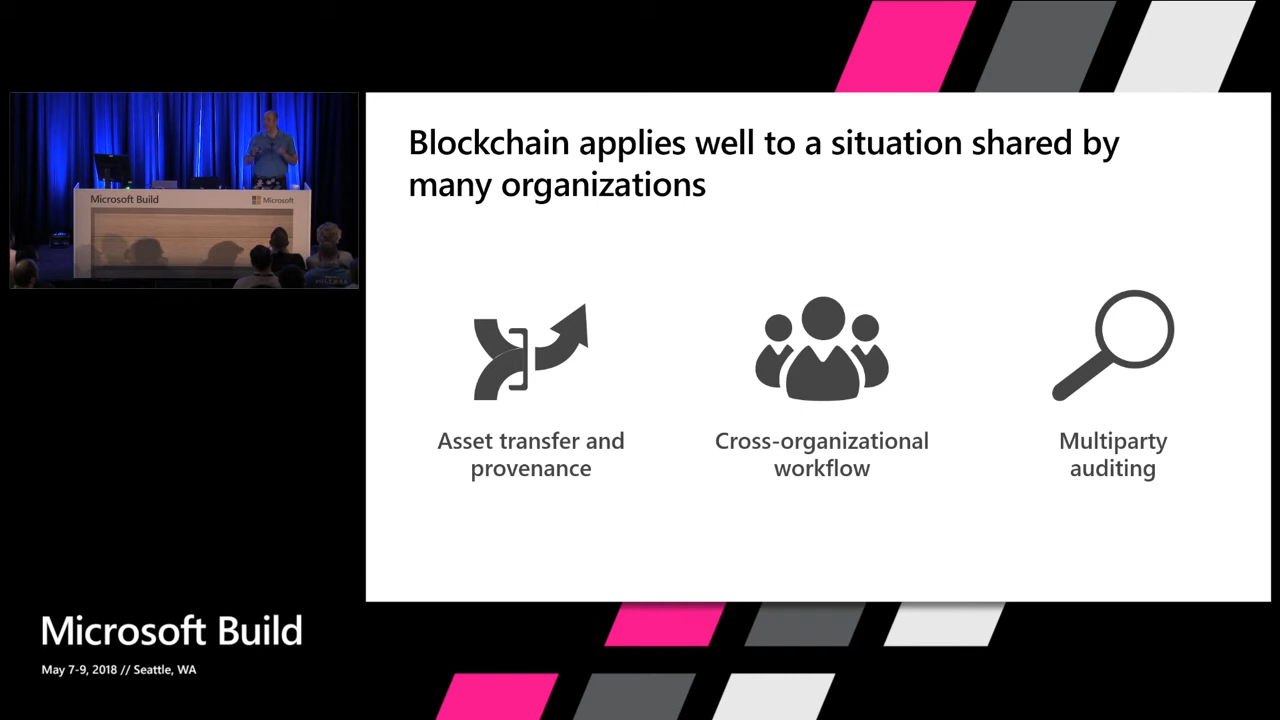 Microsoft Build
Microsoft
Blockchain applies well to a situation shared by
many organizations
Asset transfer and
provenance
Cross-organizational
workflow
Multiparty
auditing
Microsoft Build
May 7-9, 2018 // Seattle, WA